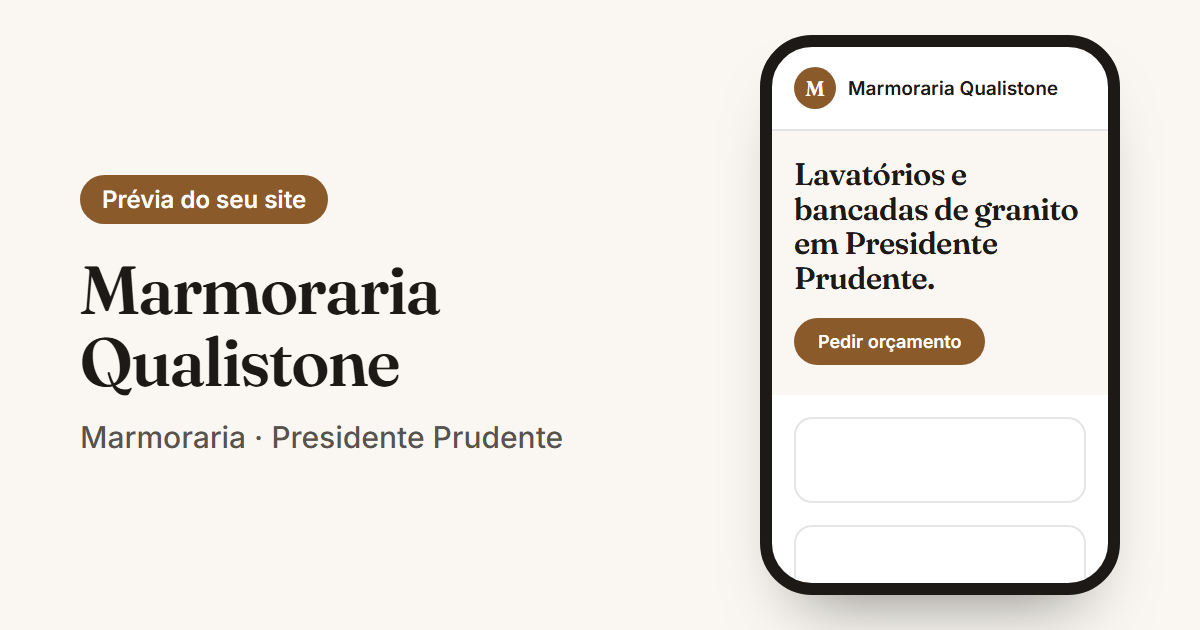 Prévia do seu site
Marmoraria
Qualistone
Marmoraria · Presidente Prudente
M
Marmoraria Qualistone
Lavatórios e
bancadas de granito
em Presidente
Prudente.
Pedir orçamento